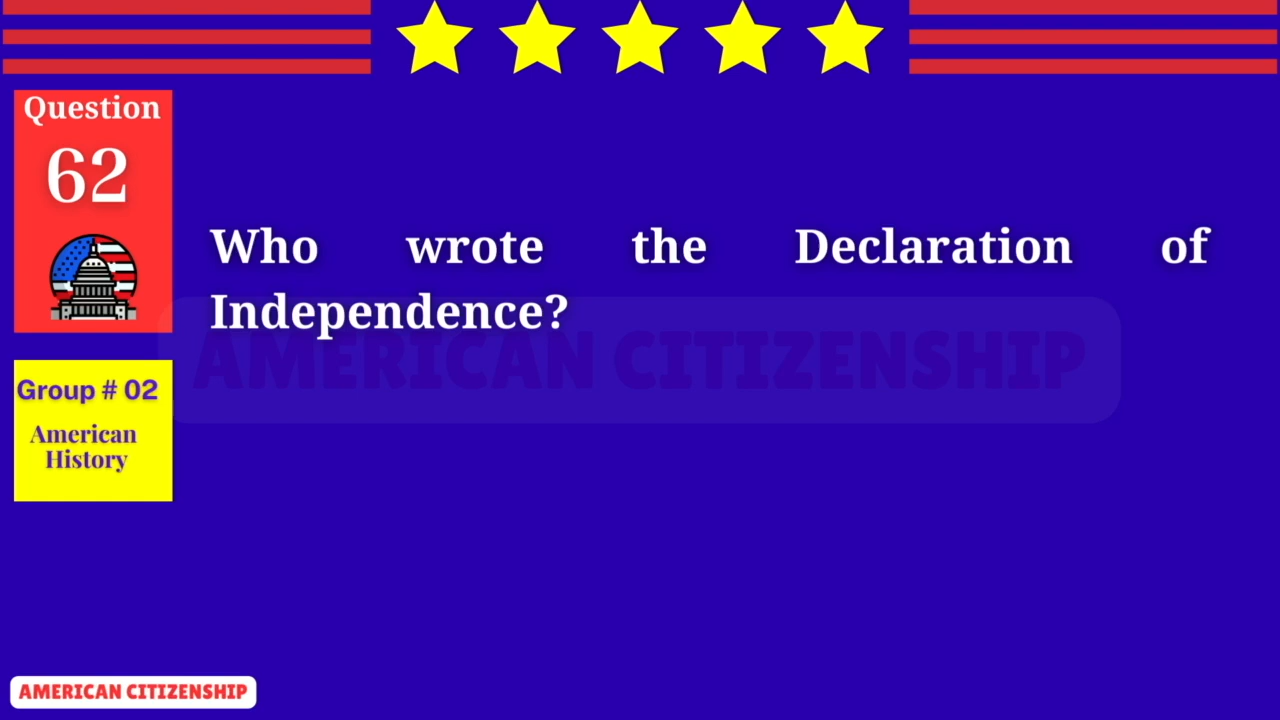 Question
62
Who wrote the Declaration of
Independence?
AMERICAN CITIZENSHIP
Group # 02
American
History
AMERICAN CITIZENSHIP